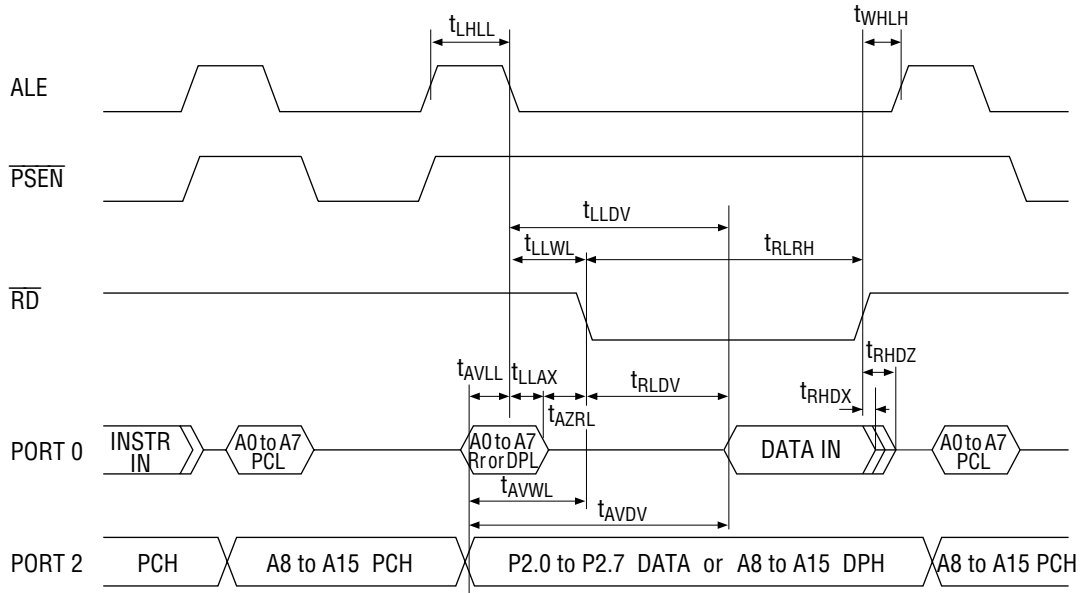 tLHLL
tWHLH
ALE
PSEN
tLLDV
tLLWL
tRLRH
RD
tAVLL
tLLAX
tRLDV
tRHDZ
tRHDX
tAZRL
PORT 0
INSTR
IN
A0 to A7
PCL
A0 to A7
Rr or DPL
DATA IN
A0 to A7
PCL
tAVWL
tAVDV
PORT 2
PCH
A8 to A15 PCH
P2.0 to P2.7 DATA or A8 to A15 DPH
A8 to A15 PCH